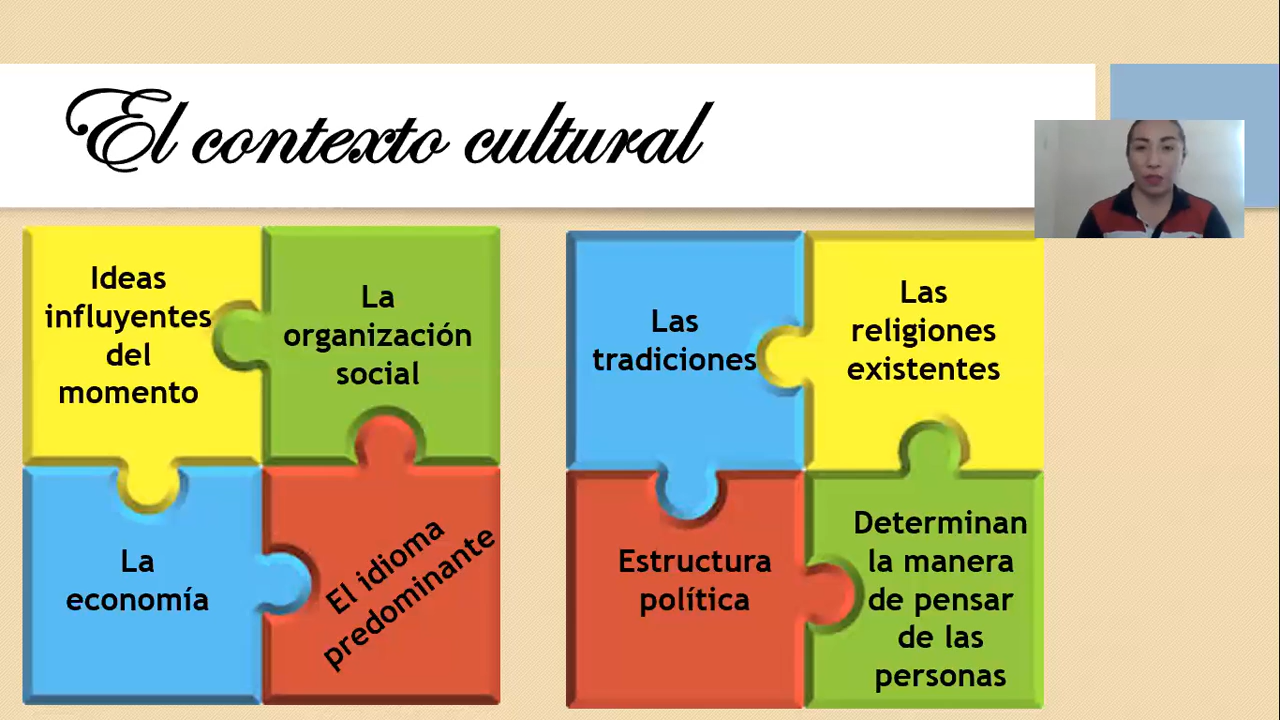 El contexto cultural
Ideas
influyentes
del
momento
La
organización
social
La
economía
El idioma
predominante
Las
tradiciones
Las
religiones
existentes
Estructura
política
Determinan
la manera
de pensar
de las
personas